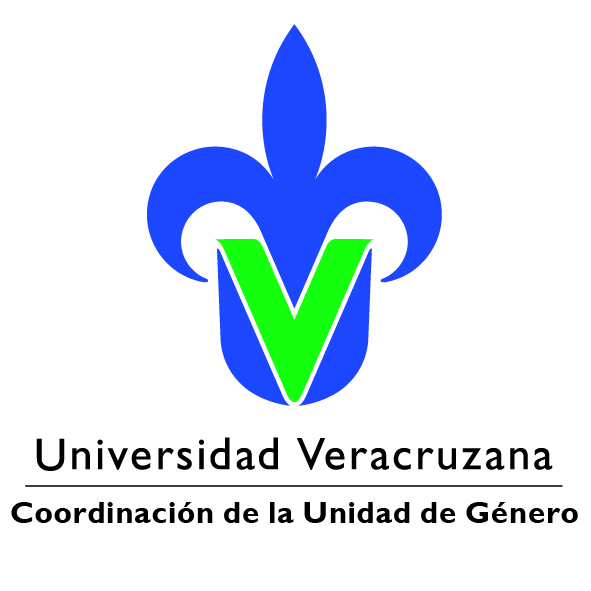 Universidad Veracruzana
Coordinación de la Unidad de Género